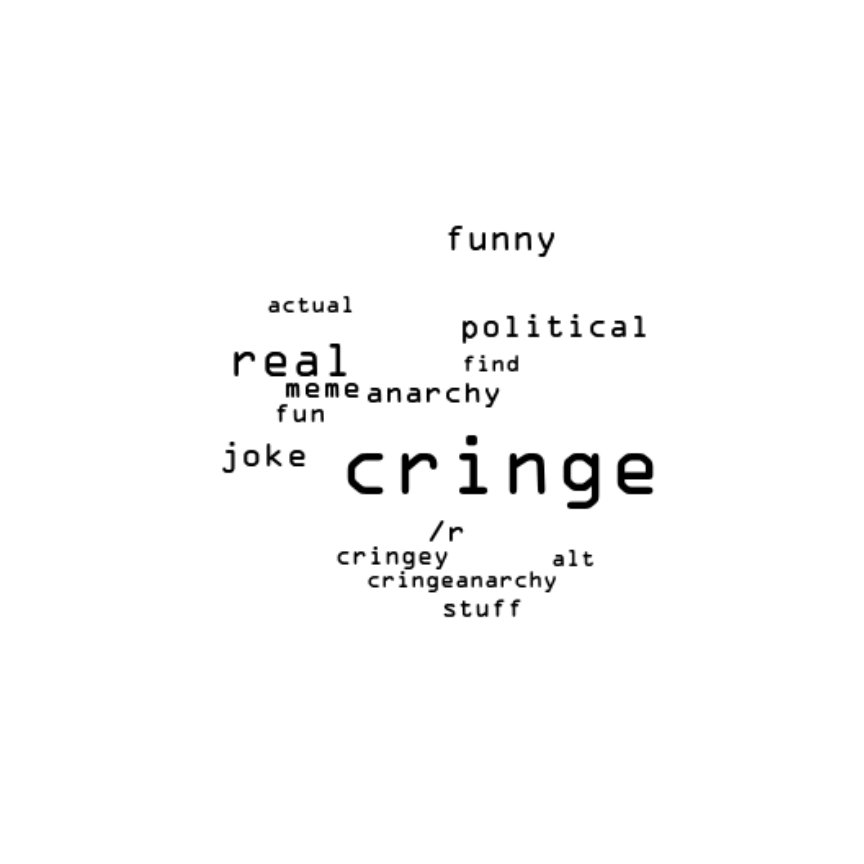 funny
actual
political
real
find
meme
anarchy
fun
joke
cringe
/r
cringey
alt
cringeanarchy
stuff